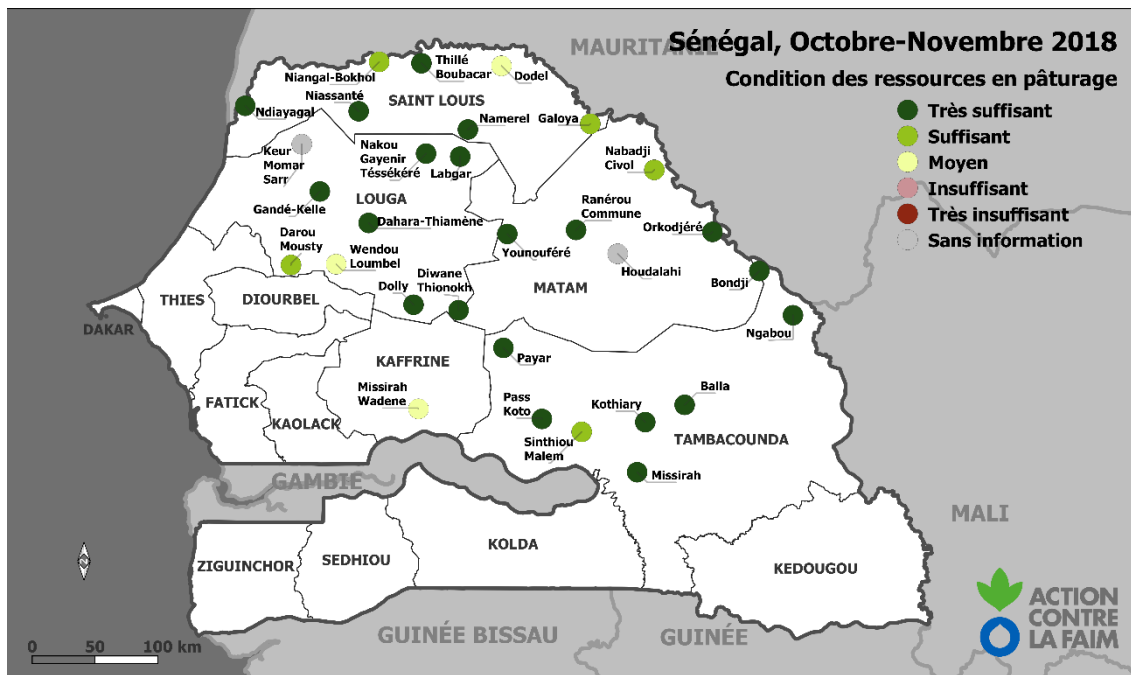 MAURITANIE
Sénégal, Octobre-Novembre 2018
Condition des ressources en pâturage
Très suffisant
Suffisant
Moyen
Insuffisant
Très insuffisant
Sans information
Niangal-Bokhol
Thillé
Boubacar
Dodel
Niassanté
SAINT LOUIS
Ndiayagal
Namerel
Galoya
Keur
Momar
Sarr
Nakou
Gayenir
Téssékéré
Labgar
Nabadji
Civol
Gandé-Kelle
LOUGA
Dahara-Thiamène
Ranérou
Commune
Orkodjéré
Darou
Mousty
Wendou
Loumbel
Younouféré
Houdalahi
Diwane
Thionokh
Dolly
Bondji
MATAM
THIES
DIOURBEL
DAKAR
Ngabou
KAFFRINE
Payar
Missirah
Wadene
FATICK
KAOLACK
Pass
Koto
Kothiary
Balla
Sinthiou
Malem
TAMBACOUNDA
Missirah
GAMBIE
MALI
KOLDA
SEDHIOU
ZIGUINCHOR
KEDOUGOU
GUINÉE BISSAU
GUINÉE
N
0 50 100 km
ACTION
CONTRE
LA FAIM